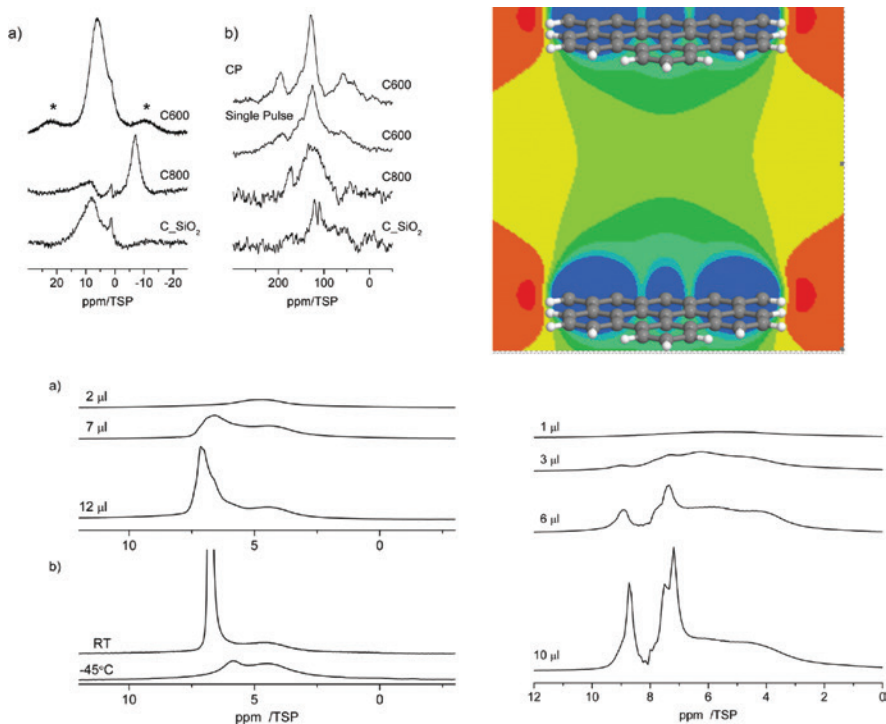 a)
* *
C600
C800
C_SiO₂
20 10 0 -10 -20
ppm/TSP
b)
CP
C600
Single Pulse
C600
C800
C_SiO₂
200 100 0
ppm/TSP
a)
2 µl
7 µl
12 µl
10 5 0
b)
RT
-45°C
10 5 0
ppm /TSP
1 µl
3 µl
6 µl
10 µl
12 10 8 6 4 2 0
ppm /TSP